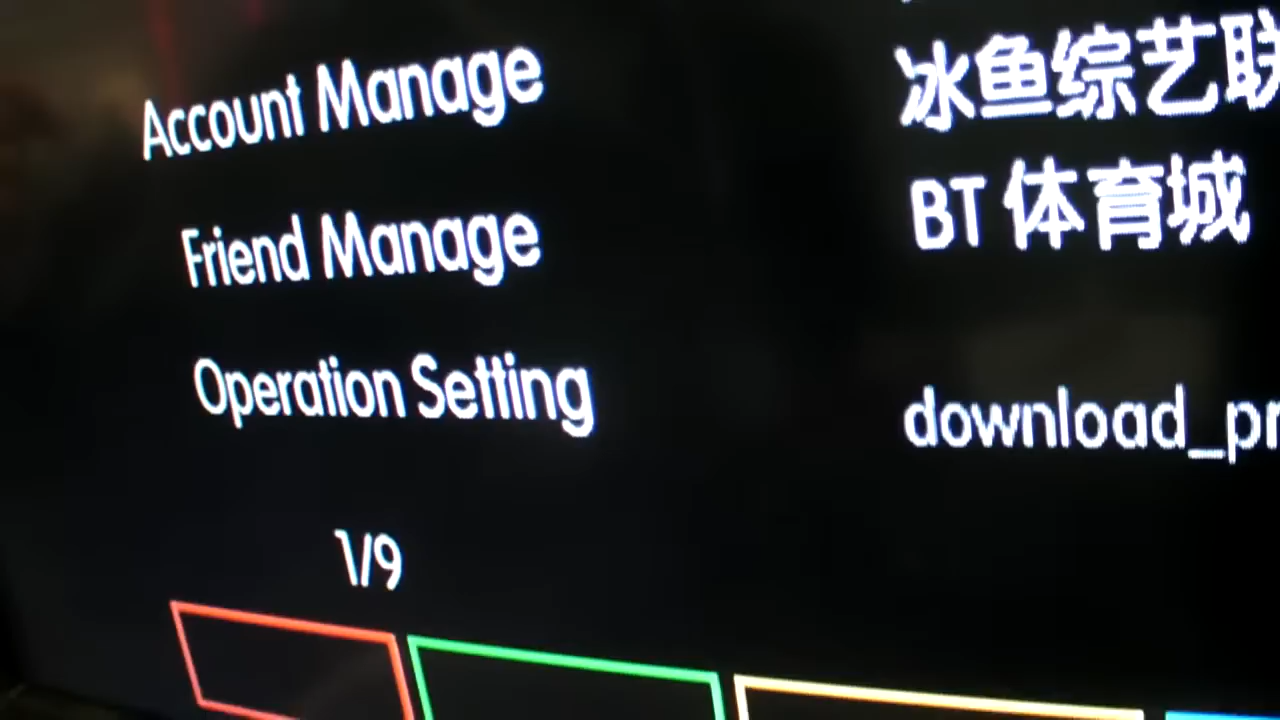 Account Manage
Friend Manage
Operation Setting
1/9
冰鱼综艺联
BT 体育城
download_pr